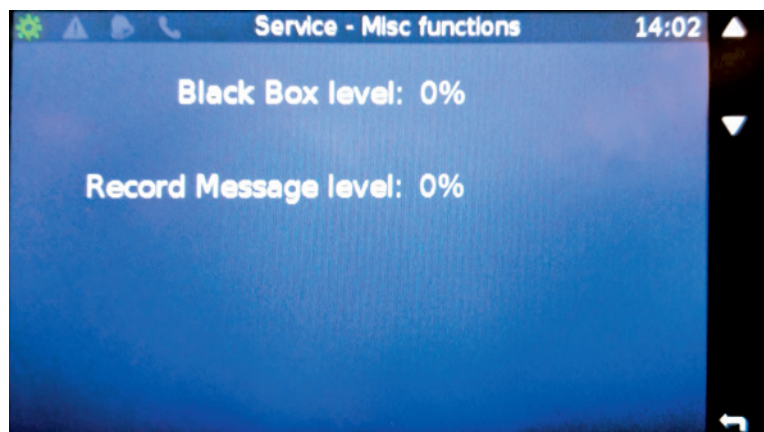 Service - Misc functions 14:02
Black Box level: 0%
Record Message level: 0%